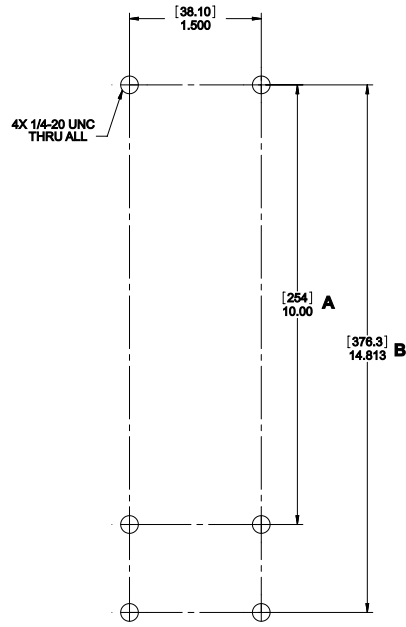 [38.10]
1.500
4X 1/4-20 UNC
THRU ALL
[254]
10.00 A
[376.3]
14.813 B